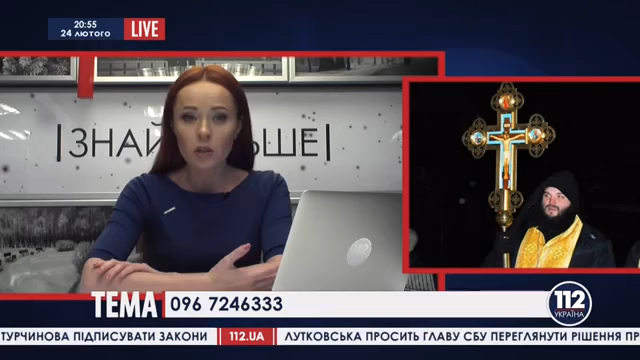 20:55
24 ЛЮТОГО
LIVE
ЗНАЙ ЬШЕ
ТЕМА
096 7246333
112
УКРАЇНА
ТУРЧИНОВА ПІДПИСУВАТИ ЗАКОНИ 112.UA ЛУТКОВСЬКА ПРОСИТЬ ГЛАВУ СБУ ПЕРЕГЛЯНУТИ РІШЕННЯ ПР